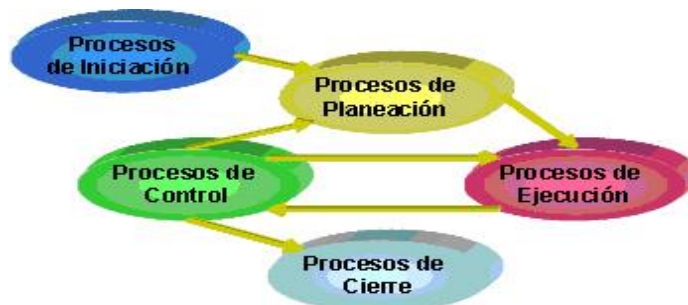 Procesos
de Iniciación
Procesos de
Planeación
Procesos de
Control
Procesos de
Ejecución
Procesos de
Cierre